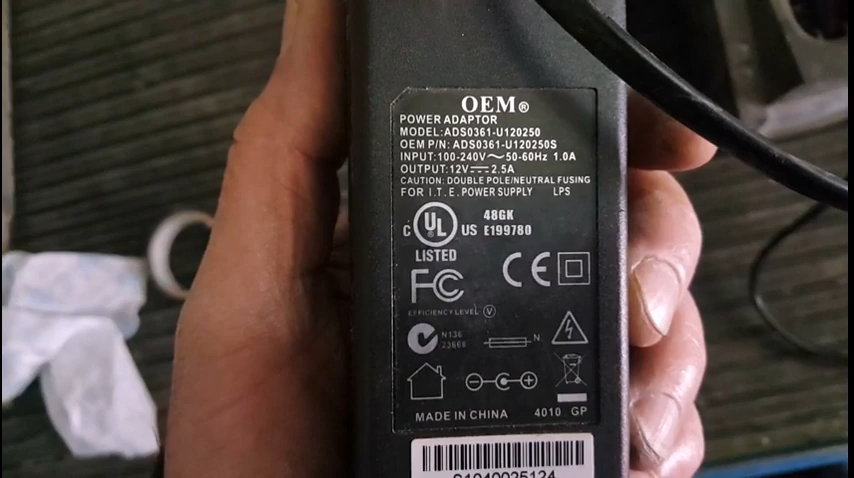 OEM®
POWER ADAPTOR
MODEL:ADS0361-U120250
OEM P/N: ADS0361-U120250S
INPUT:100-240V～50-60Hz 1.0A
OUTPUT:12V⎓2.5A
CAUTION: DOUBLE POLE/NEUTRAL FUSING
FOR I.T.E. POWER SUPPLY LPS
C UL US 48GK
E199780
LISTED
FC CE
EFFICIENCY LEVEL V
N136
23668
N
MADE IN CHINA 4010 GP